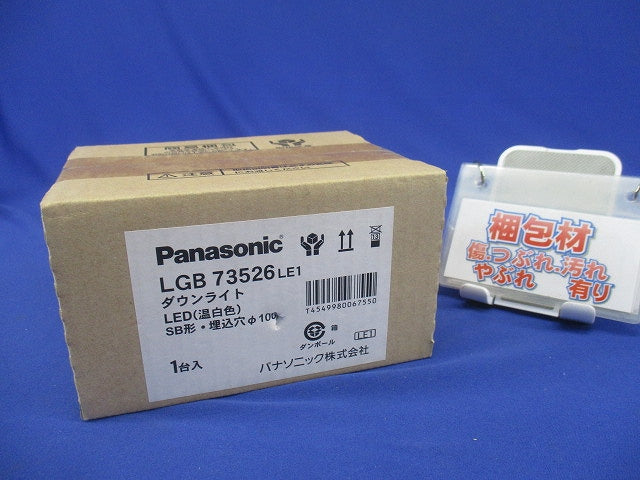 Panasonic®
LGB 73526 LE1
ダウンライト
LED(温白色)
SB形・埋込穴φ100
1台入
T4549980067550
箱
ダンボール
LE1
パナソニック株式会社
13
梱包材
傷・つぶれ・汚れ
やぶれ 有り